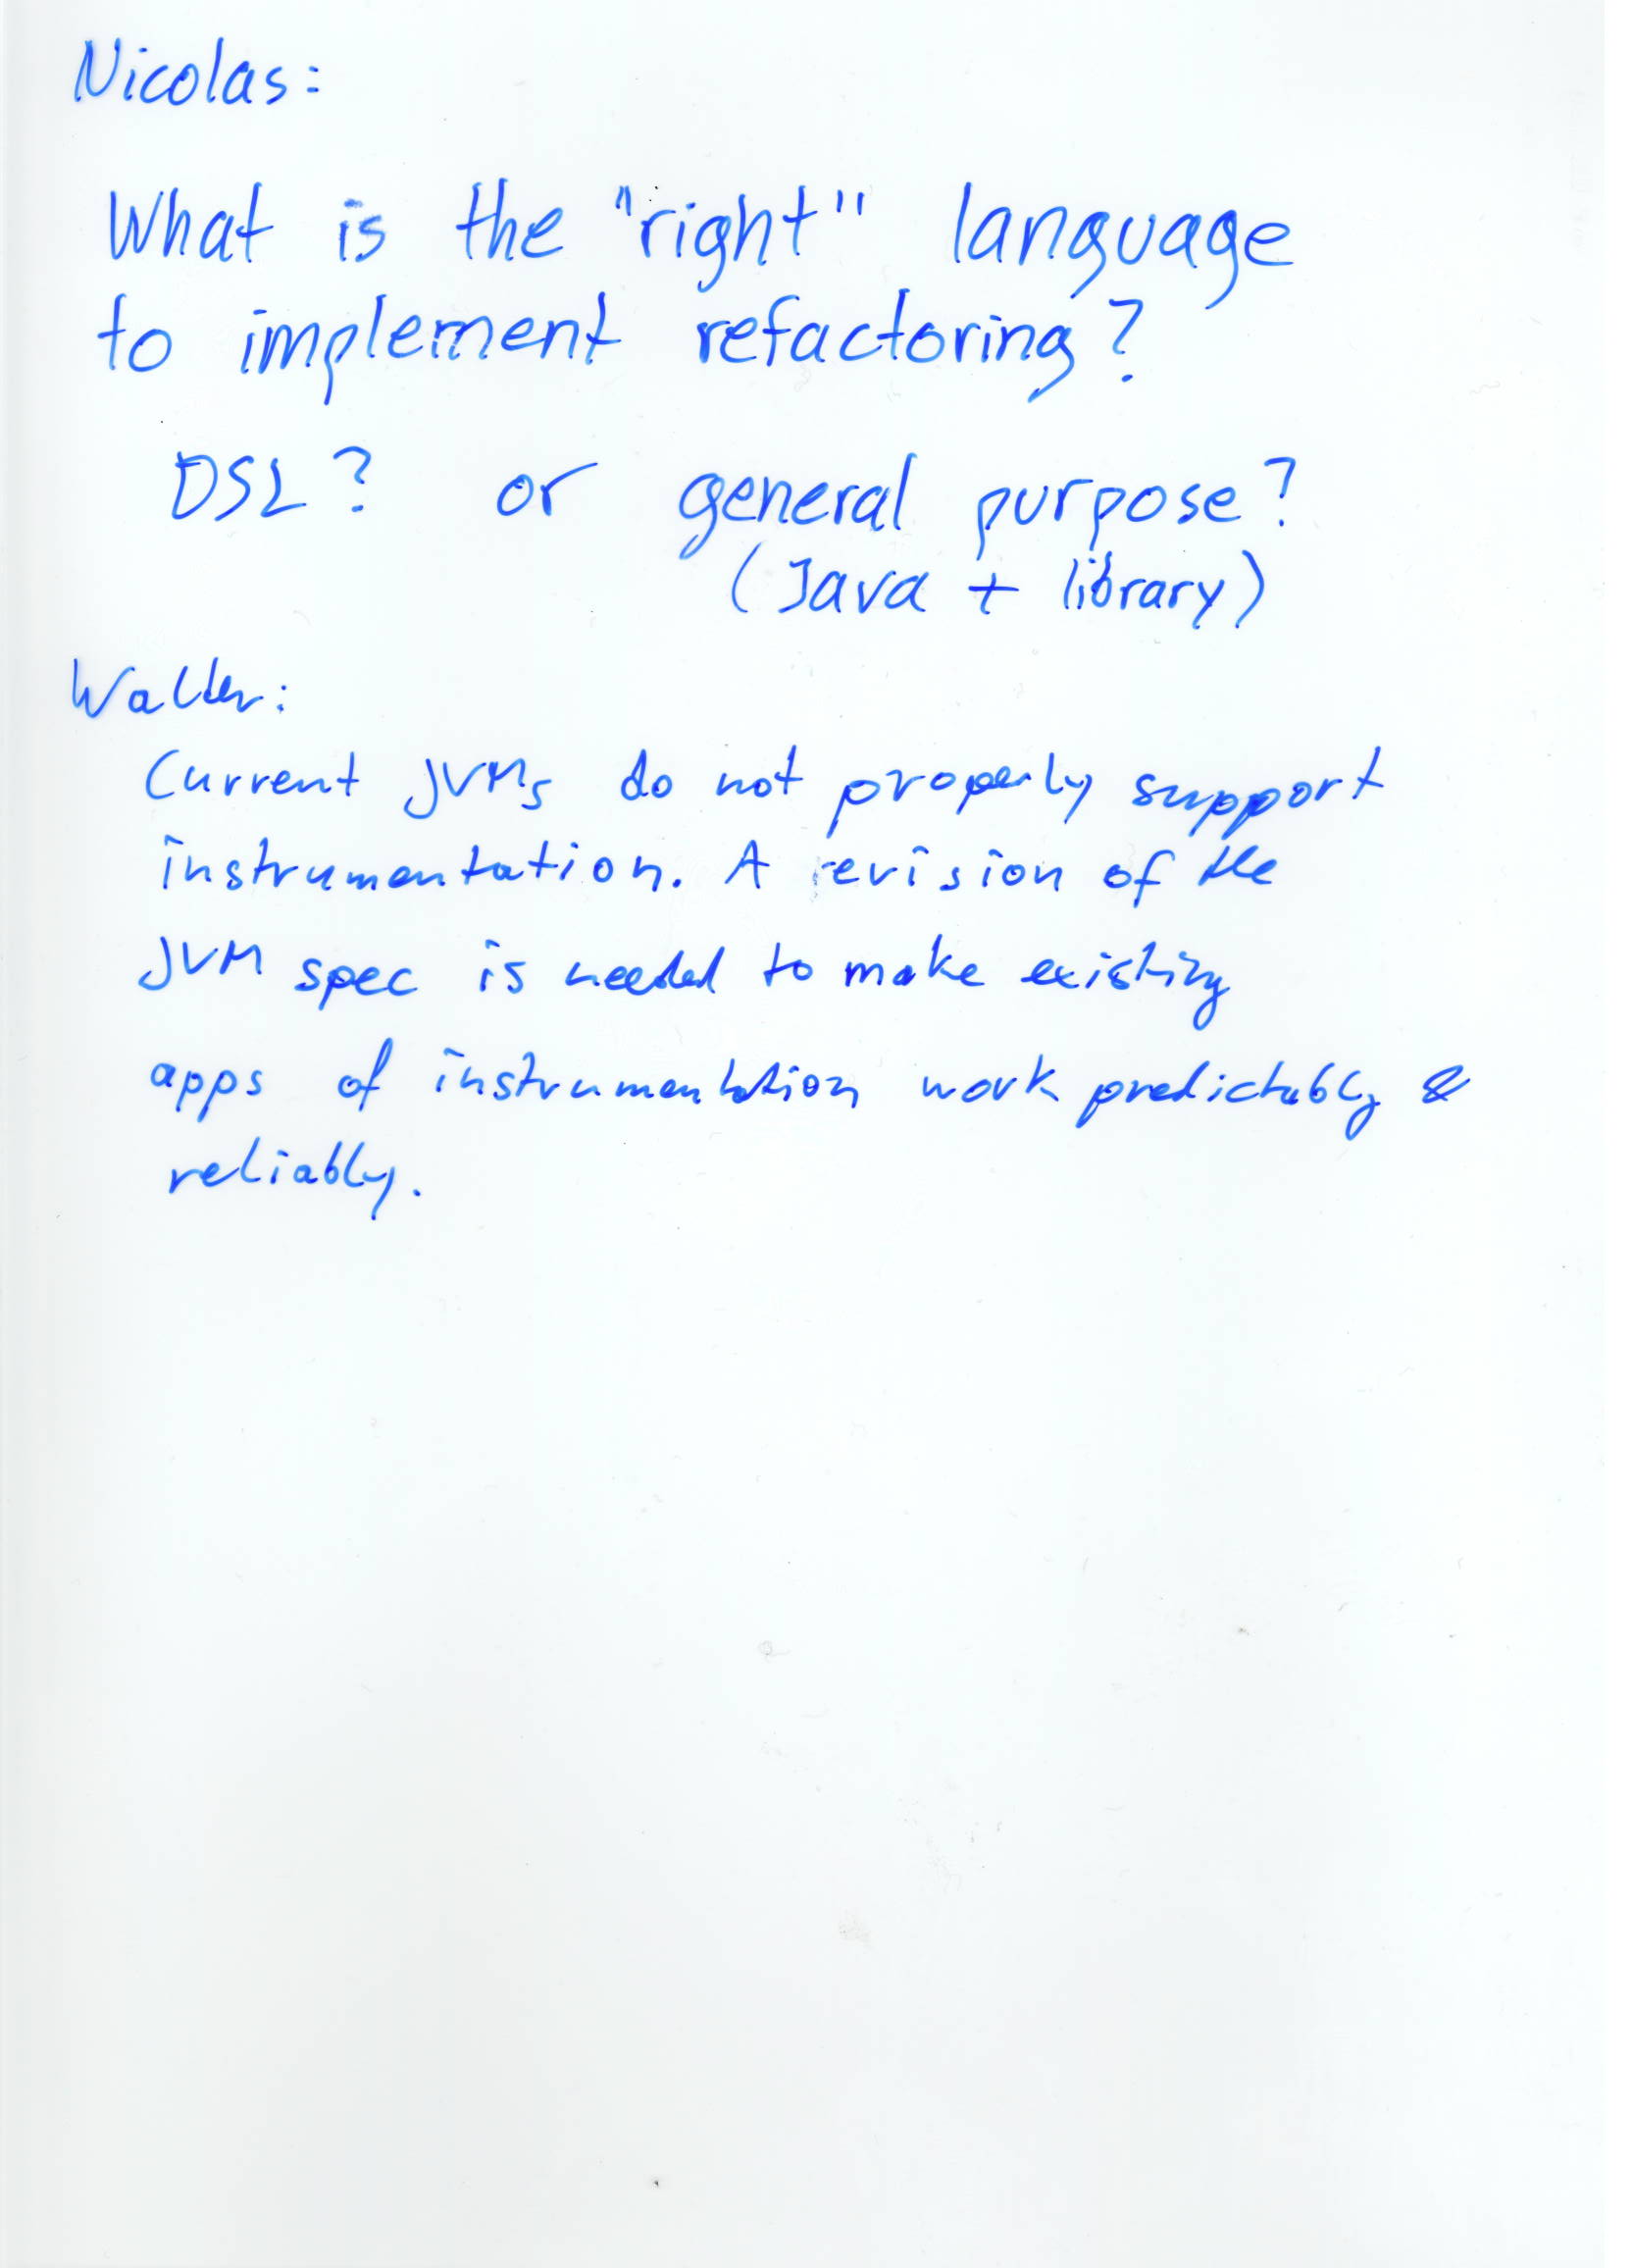 Nicolas:
What is the "right" language
to implement refactoring?
DSL? or general purpose?
(Java + library)
Walter:
Current JVMs do not properly support
instrumentation. A revision of the
JVM spec is needed to make existing
apps of instrumentation work predictably &
reliably.